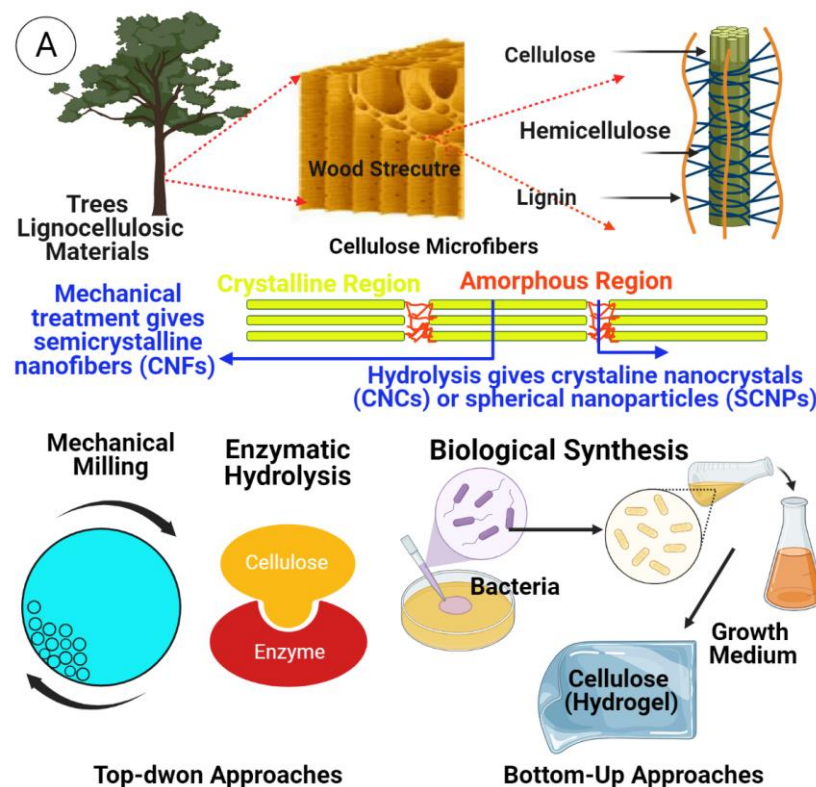 A
Trees
Lignocellulosic
Materials
Wood Strecutre
Cellulose
Hemicellulose
Lignin
Cellulose Microfibers
Crystalline Region
Amorphous Region
Mechanical
treatment gives
semicrystalline
nanofibers (CNFs)
Hydrolysis gives crystaline nanocrystals
(CNCs) or spherical nanoparticles (SCNPs)
Mechanical
Milling
Enzymatic
Hydrolysis
Cellulose
Enzyme
Biological Synthesis
Bacteria
Growth
Medium
Cellulose
(Hydrogel)
Top-dwon Approaches
Bottom-Up Approaches